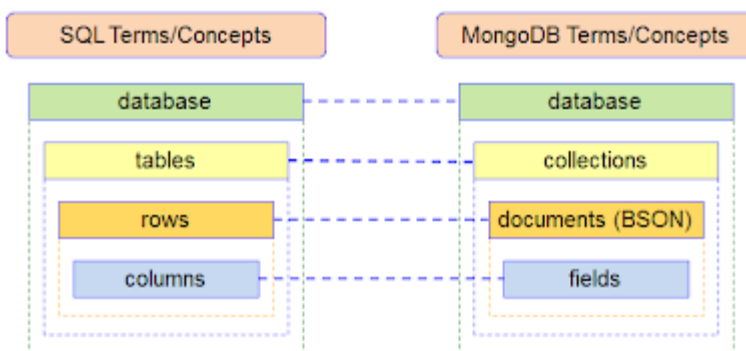 SQL Terms/Concepts MongoDB Terms/Concepts
database database
tables collections
rows documents (BSON)
columns fields